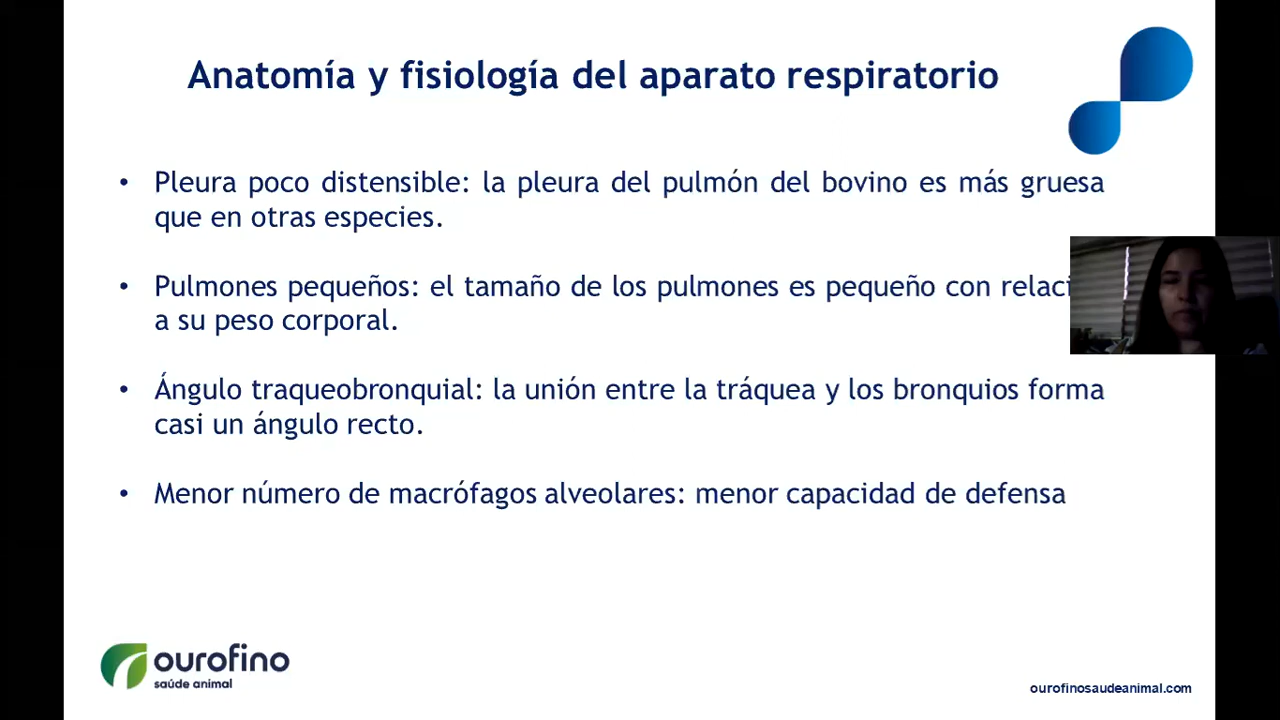 Anatomía y fisiología del aparato respiratorio
• Pleura poco distensible: la pleura del pulmón del bovino es más gruesa
que en otras especies.
• Pulmones pequeños: el tamaño de los pulmones es pequeño con
a su peso corporal.
• Ángulo traqueobronquial: la unión entre la tráquea y los bronquios forma
casi un ángulo recto.
• Menor número de macrófagos alveolares: menor capacidad de defensa
ourofino
saúde animal
ourofinosaudeanimal.com